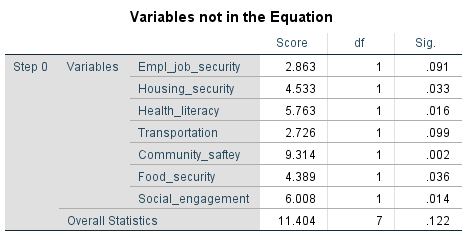 Variables not in the Equation
Score df Sig.
Step 0 Variables Empl_job_security 2.863 1 .091
Housing_security 4.533 1 .033
Health_literacy 5.763 1 .016
Transportation 2.726 1 .099
Community_saftey 9.314 1 .002
Food_security 4.389 1 .036
Social_engagement 6.008 1 .014
Overall Statistics 11.404 7 .122